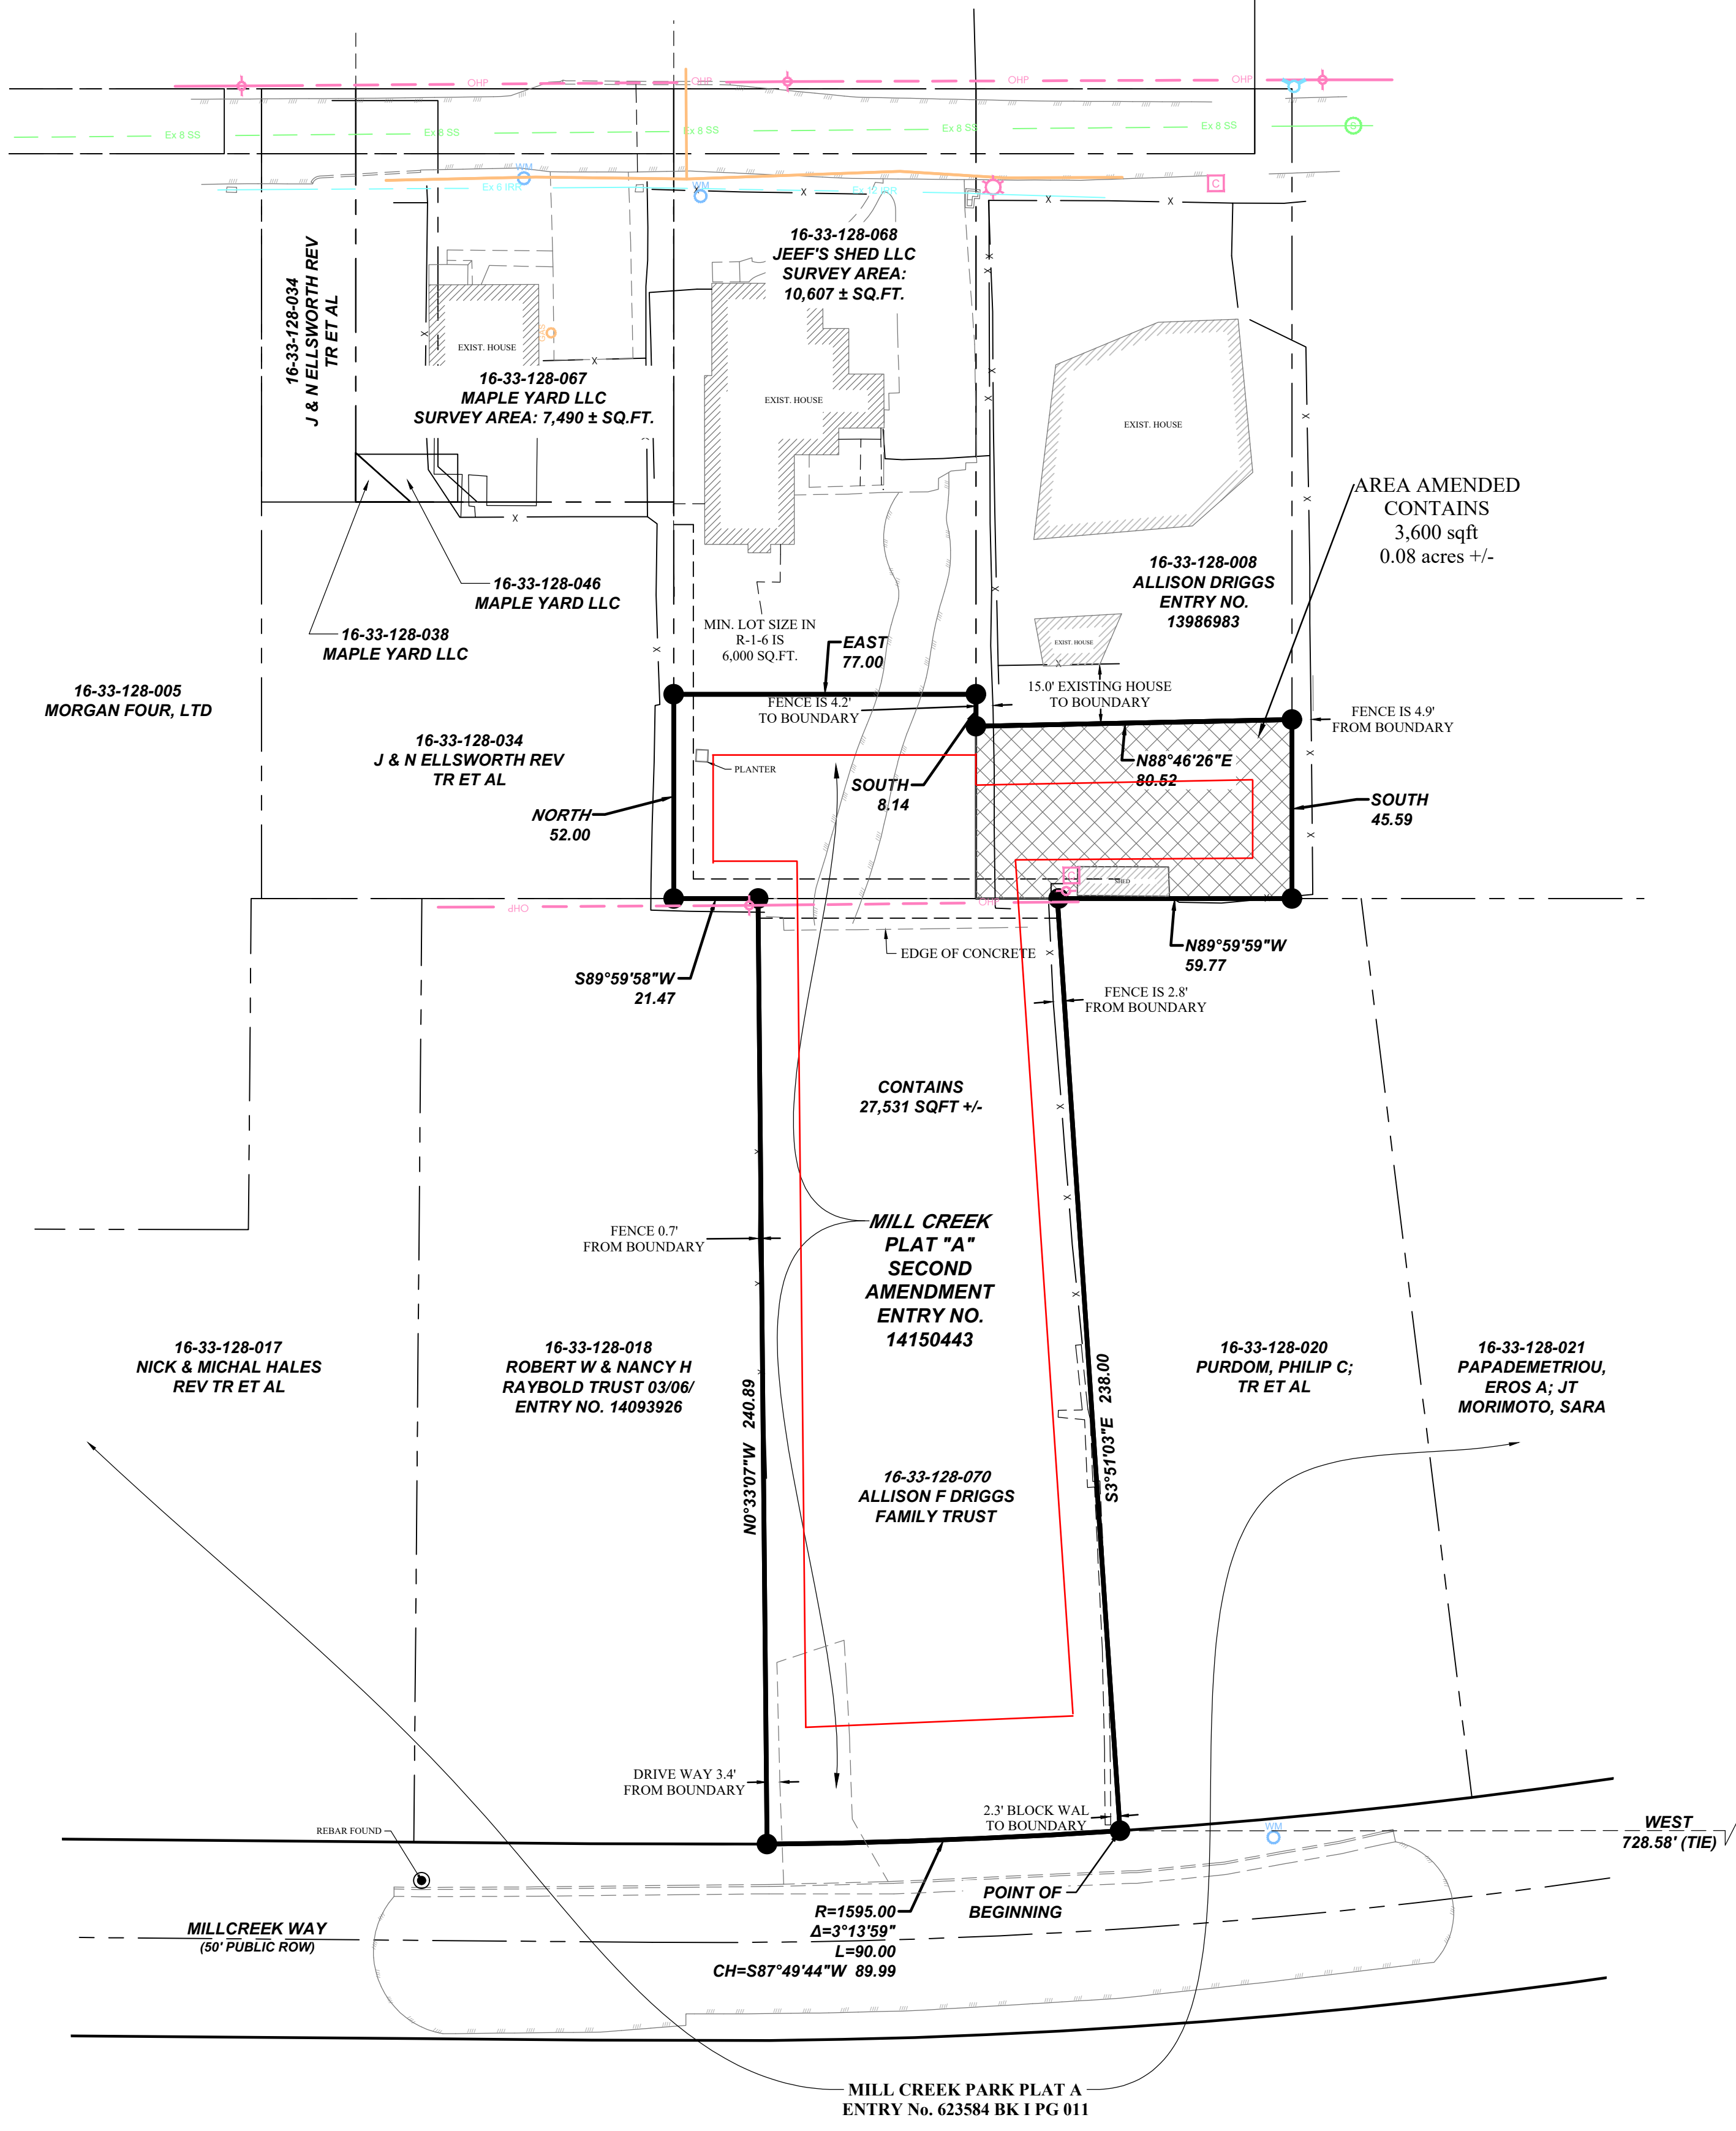 OHP
OHP
OHP
OHP
Ex 8 SS
Ex 8 SS
Ex 8 SS
Ex 8 SS
Ex 8 SS
S
WM
Ex 6 IRR
WM
C
16-33-128-034
J & N ELLSWORTH REV
TR ET AL
16-33-128-068
JEEF'S SHED LLC
SURVEY AREA:
10,607 ± SQ.FT.
EXIST. HOUSE
GAS
16-33-128-067
MAPLE YARD LLC
SURVEY AREA: 7,490 ± SQ.FT.
EXIST. HOUSE
EXIST. HOUSE
AREA AMENDED
CONTAINS
3,600 sqft
0.08 acres +/-
16-33-128-008
ALLISON DRIGGS
ENTRY NO.
13986983
16-33-128-046
MAPLE YARD LLC
16-33-128-038
MAPLE YARD LLC
MIN. LOT SIZE IN
R-1-6 IS
6,000 SQ.FT.
EAST
77.00
EXIST. HOUSE
16-33-128-005
MORGAN FOUR, LTD
FENCE IS 4.2'
TO BOUNDARY
15.0' EXISTING HOUSE
TO BOUNDARY
FENCE IS 4.9'
FROM BOUNDARY
16-33-128-034
J & N ELLSWORTH REV
TR ET AL
PLANTER
N88°46'26"E
80.52
SOUTH
8.14
SOUTH
45.59
NORTH
52.00
C
SHED
OHP
OHP
EDGE OF CONCRETE
N89°59'59"W
59.77
S89°59'58"W
21.47
FENCE IS 2.8'
FROM BOUNDARY
CONTAINS
27,531 SQFT +/-
FENCE 0.7'
FROM BOUNDARY
MILL CREEK
PLAT "A"
SECOND
AMENDMENT
ENTRY NO.
14150443
16-33-128-017
NICK & MICHAL HALES
REV TR ET AL
16-33-128-018
ROBERT W & NANCY H
RAYBOLD TRUST 03/06/
ENTRY NO. 14093926
N0°33'07"W 240.89
S3°51'03"E 238.00
16-33-128-020
PURDOM, PHILIP C;
TR ET AL
16-33-128-021
PAPADEMETRIOU,
EROS A; JT
MORIMOTO, SARA
16-33-128-070
ALLISON F DRIGGS
FAMILY TRUST
DRIVE WAY 3.4'
FROM BOUNDARY
2.3' BLOCK WAL
TO BOUNDARY
REBAR FOUND
WM
WEST
728.58' (TIE)
POINT OF
BEGINNING
MILLCREEK WAY
(50' PUBLIC ROW)
R=1595.00
Δ=3°13'59"
L=90.00
CH=S87°49'44"W 89.99
MILL CREEK PARK PLAT A
ENTRY No. 623584 BK I PG 011